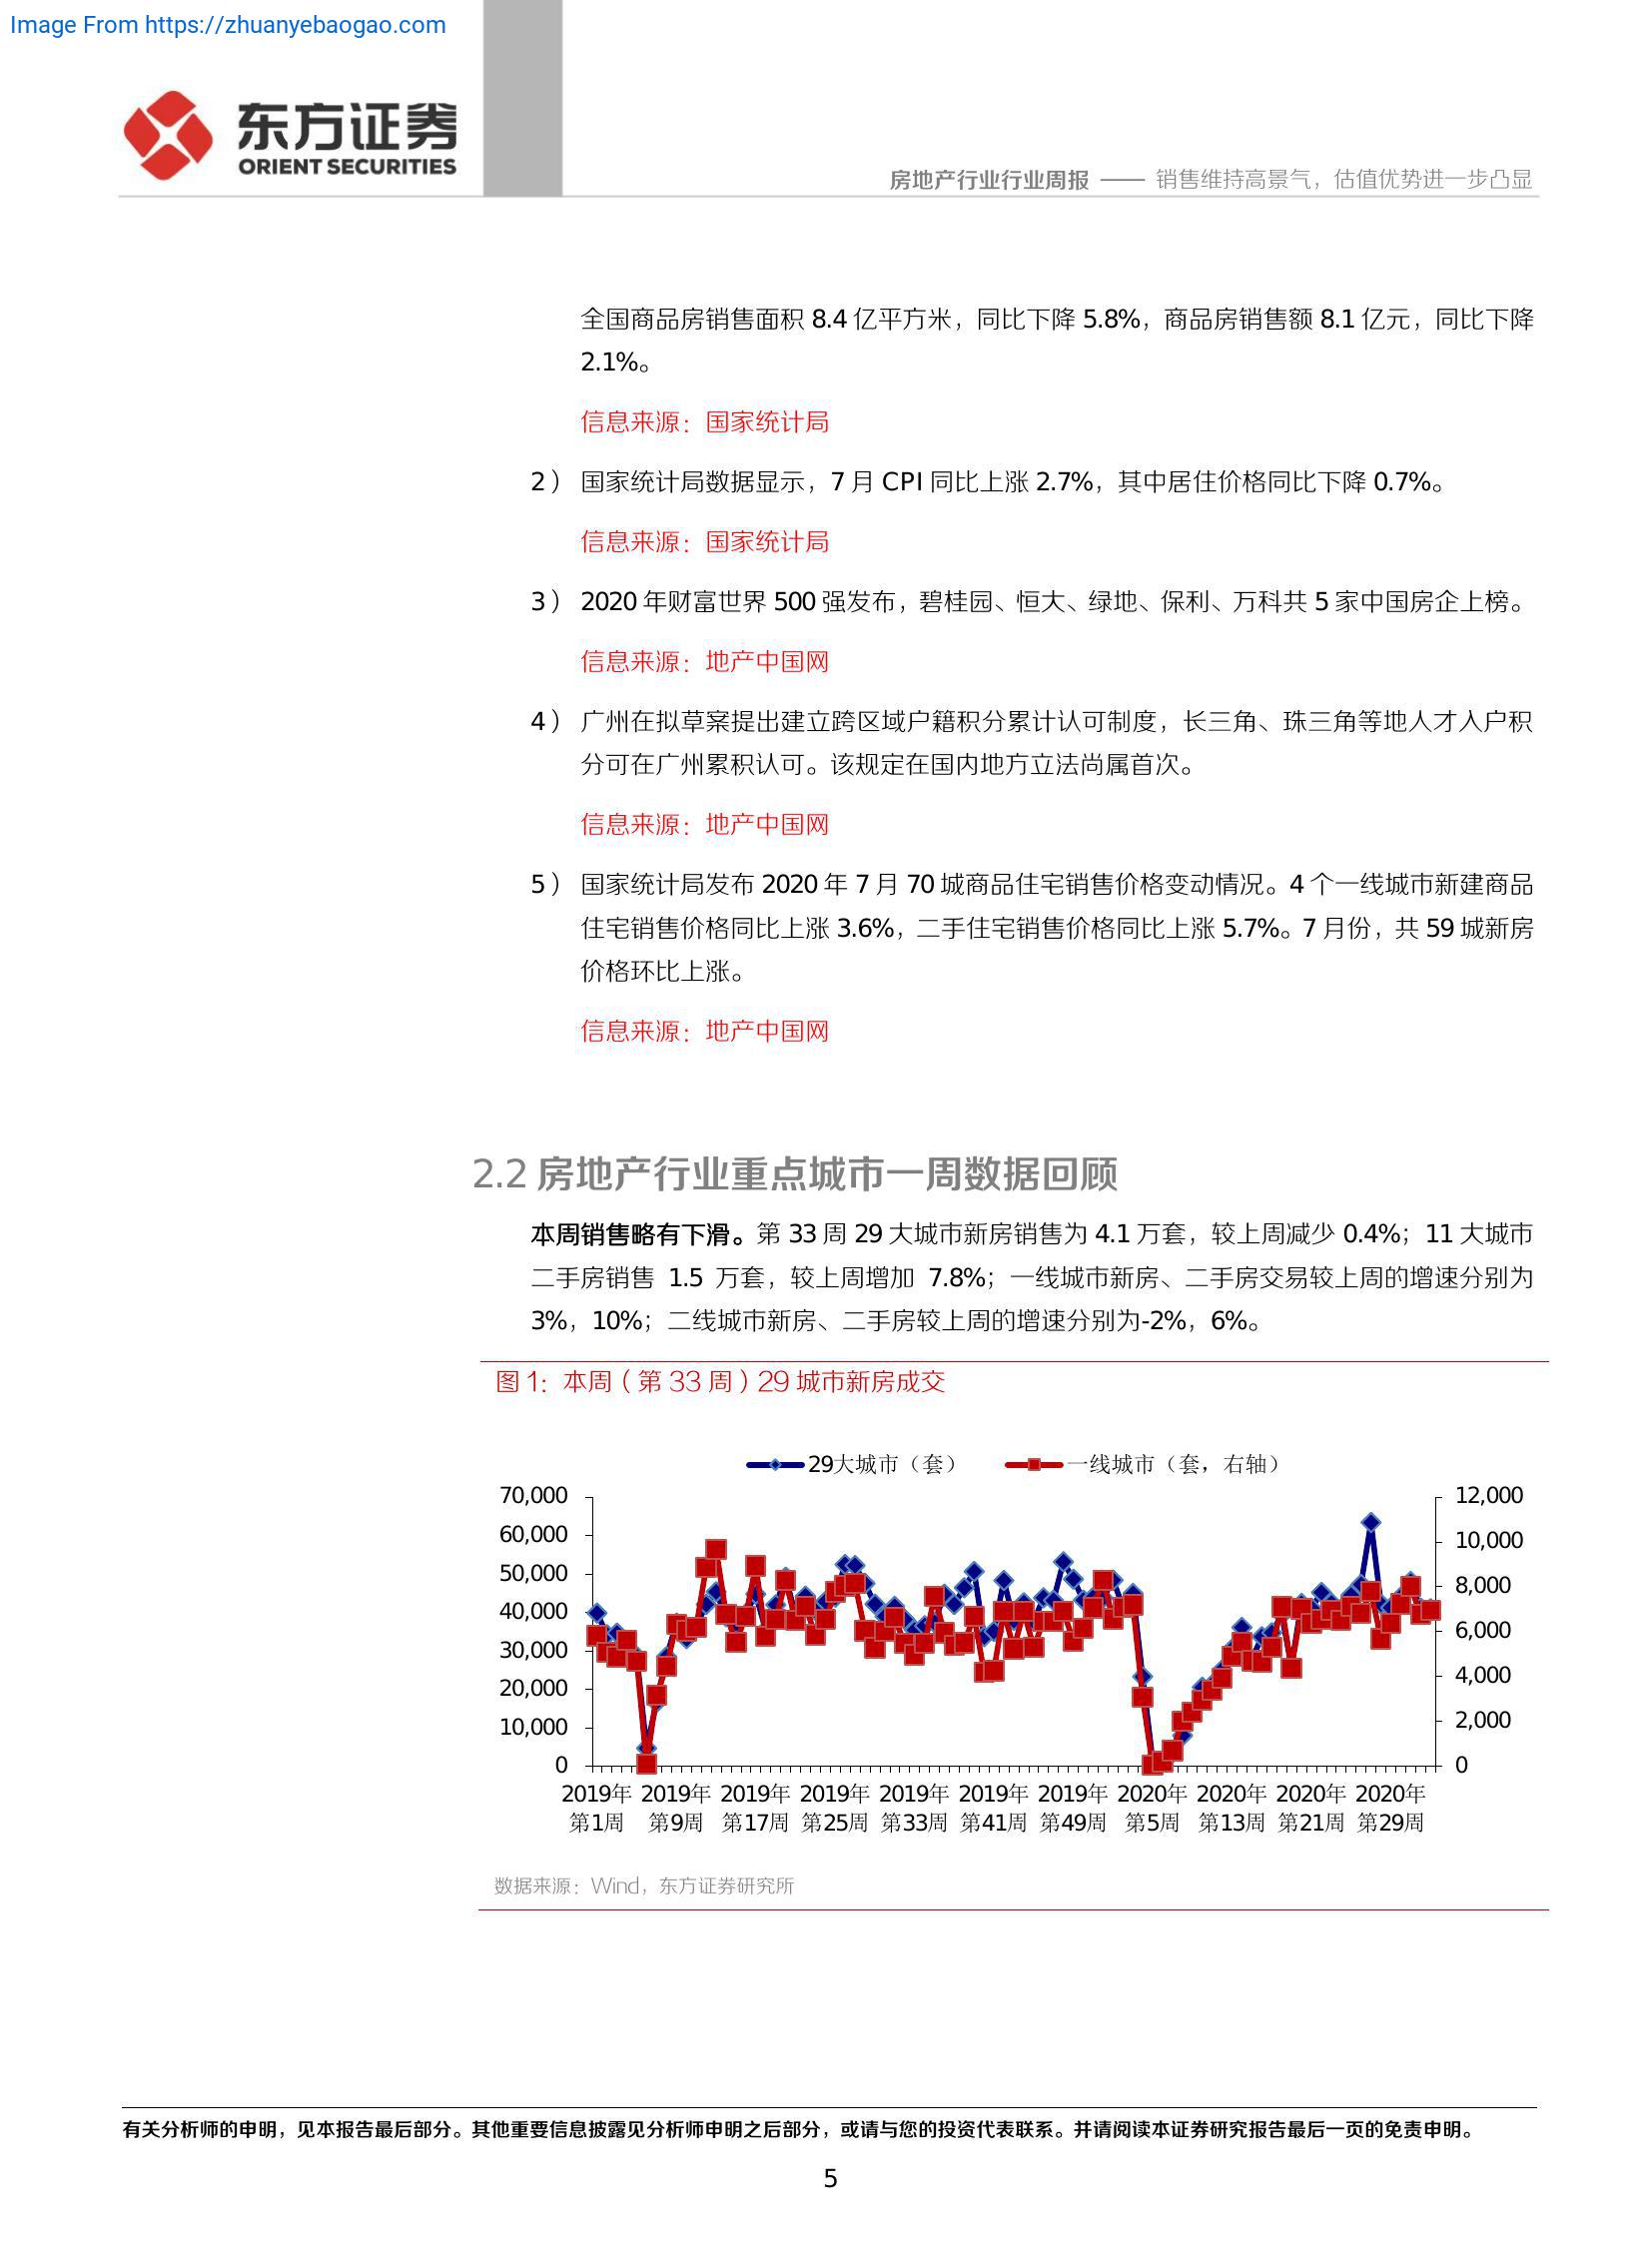 Image From https://zhuanyebaogao.com
东方证券
ORIENT SECURITIES
房地产行业行业周报 —— 销售维持高景气，估值优势进一步凸显
全国商品房销售面积 8.4 亿平方米，同比下降 5.8%，商品房销售额 8.1 亿元，同比下降
2.1%。
信息来源：国家统计局
2） 国家统计局数据显示，7 月 CPI 同比上涨 2.7%，其中居住价格同比下降 0.7%。
信息来源：国家统计局
3） 2020 年财富世界 500 强发布，碧桂园、恒大、绿地、保利、万科共 5 家中国房企上榜。
信息来源：地产中国网
4） 广州在拟草案提出建立跨区域户籍积分累计认可制度，长三角、珠三角等地人才入户积
分可在广州累积认可。该规定在国内地方立法尚属首次。
信息来源：地产中国网
5） 国家统计局发布 2020 年 7 月 70 城商品住宅销售价格变动情况。4 个一线城市新建商品
住宅销售价格同比上涨 3.6%，二手住宅销售价格同比上涨 5.7%。7 月份，共 59 城新房
价格环比上涨。
信息来源：地产中国网
2.2 房地产行业重点城市一周数据回顾
本周销售略有下滑。第 33 周 29 大城市新房销售为 4.1 万套，较上周减少 0.4%；11 大城市
二手房销售 1.5 万套，较上周增加 7.8%；一线城市新房、二手房交易较上周的增速分别为
3%，10%；二线城市新房、二手房较上周的增速分别为-2%，6%。
图 1：本周（第 33 周）29 城市新房成交
29大城市（套） 一线城市（套，右轴）
70,000 12,000
60,000 10,000
50,000 8,000
40,000 6,000
30,000 4,000
20,000 2,000
10,000 0
0
2019年 2019年 2019年 2019年 2019年 2019年 2019年 2020年 2020年 2020年 2020年
第1周 第9周 第17周 第25周 第33周 第41周 第49周 第5周 第13周 第21周 第29周
数据来源：Wind，东方证券研究所
有关分析师的申明，见本报告最后部分。其他重要信息披露见分析师申明之后部分，或请与您的投资代表联系。并请阅读本证券研究报告最后一页的免责申明。
5